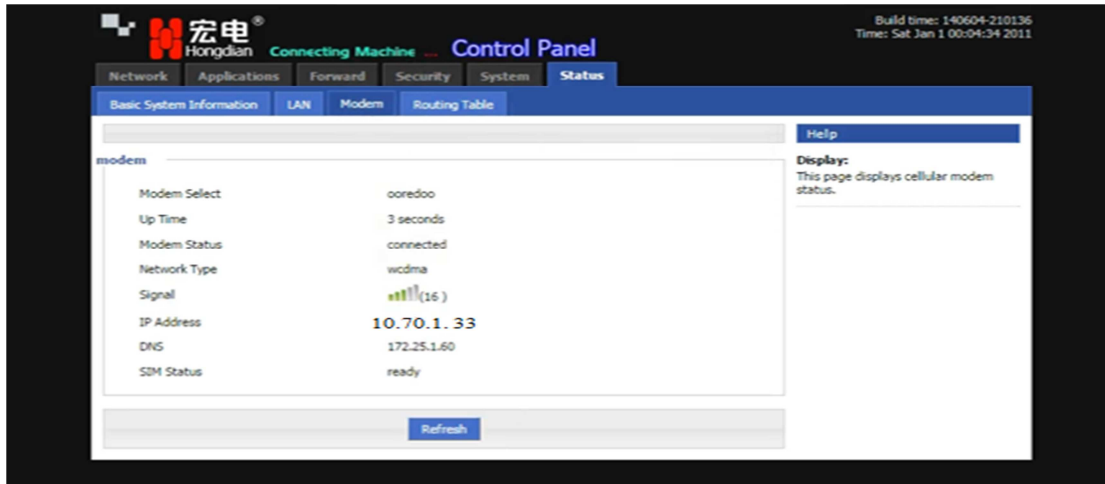 宏电®
Hongdian Connecting Machine ... Control Panel
Build time: 140604-210136
Time: Sat Jan 1 00:04:34 2011
Network Applications Forward Security System Status
Basic System Information LAN Modem Routing Table
modem
Modem Select ooredoo
Up Time 3 seconds
Modem Status connected
Network Type wcdma
Signal (16 )
IP Address 10.70.1.33
DNS 172.25.1.60
SIM Status ready
Refresh
Help
Display:
This page displays cellular modem
status.